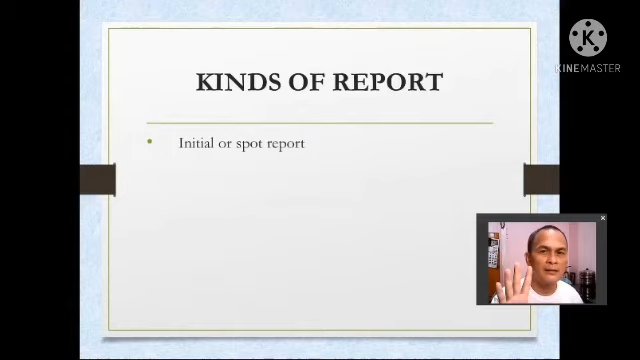 KINDS OF REPORT
• Initial or spot report
K
KINEMASTER
×